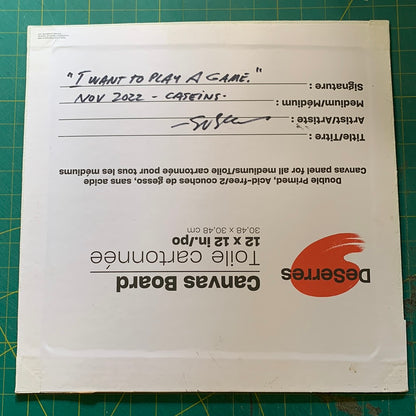 "I WANT TO PLAY A GAME."
NOV 2022 - CASEINS-
DeSerres
Canvas Board
Toile cartonnée
12 x 12 in./po
30,48 x 30,48 cm
Double Primed, Acid-free/2 couches de gesso, sans acide
Canvas panel for all mediums/Toile cartonnée pour tous les médiums
Title/Titre :
Artist/Artiste :
Medium/Médium :
Signature :